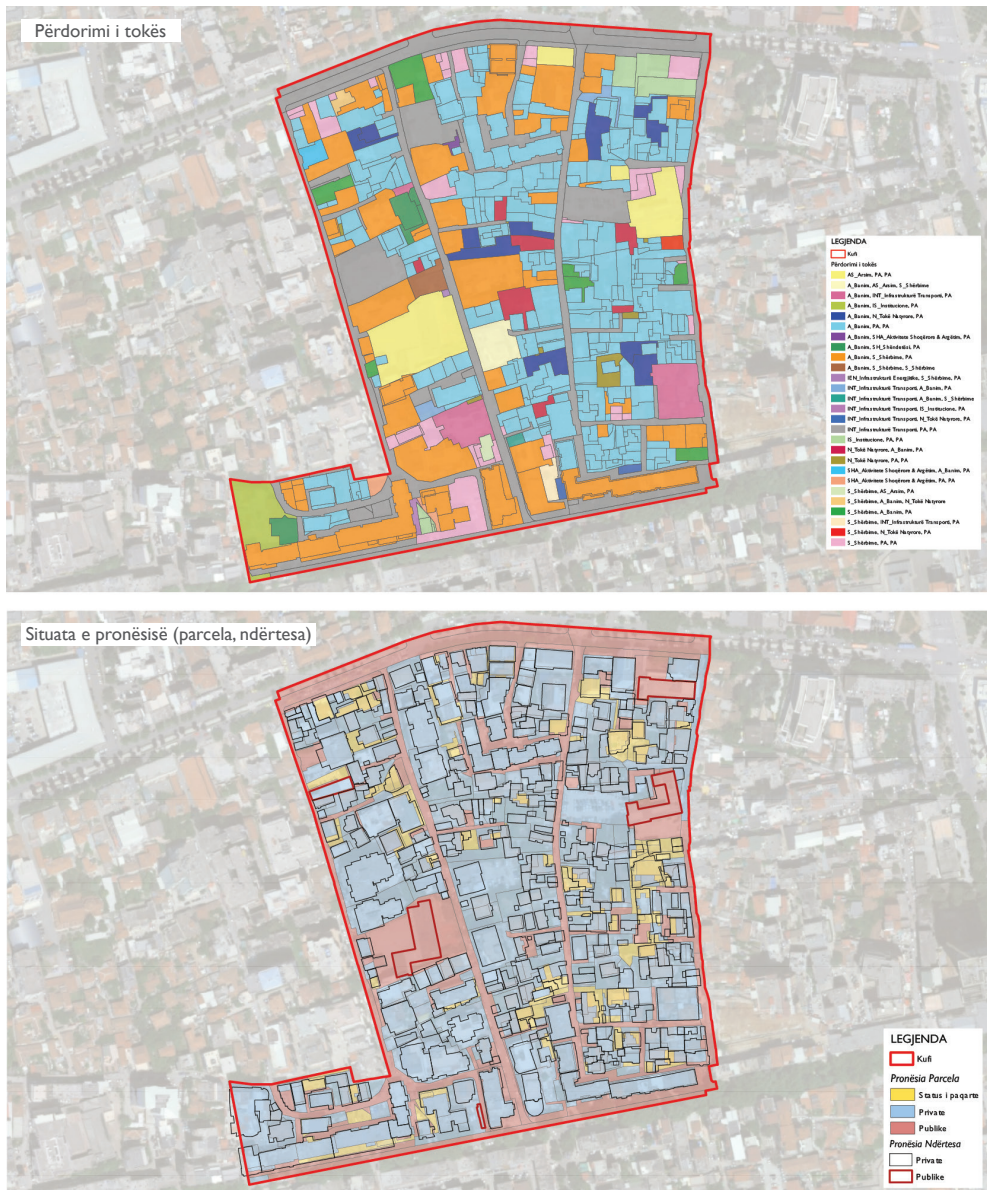 Përdorimi i tokës
LEGJENDA
Kufi
Përdorimi i tokës
AS_Arsim, PA, PA
A_Banim, AS_Arsim, S_Shërbime
A_Banim, INT_Infrastrukturë Transporti, PA
A_Banim, IS_Institucione, PA
A_Banim, N_Tokë Natyrore, PA
A_Banim, PA, PA
A_Banim, SHA_Aktivitete Shoqërore & Argëtim, PA
A_Banim, SH_Shëndetësi, PA
A_Banim, S_Shërbime, PA
A_Banim, S_Shërbime, S_Shërbime
IEN_Infrastrukturë Energjitike, S_Shërbime, PA
INT_Infrastrukturë Transporti, A_Banim, PA
INT_Infrastrukturë Transporti, A_Banim, S_Shërbime
INT_Infrastrukturë Transporti, IS_Institucione, PA
INT_Infrastrukturë Transporti, N_Tokë Natyrore, PA
INT_Infrastrukturë Transporti, PA, PA
IS_Institucione, PA, PA
N_Tokë Natyrore, A_Banim, PA
N_Tokë Natyrore, PA, PA
SHA_Aktivitete Shoqërore & Argëtim, A_Banim, PA
SHA_Aktivitete Shoqërore & Argëtim, PA, PA
S_Shërbime, AS_Arsim, PA
S_Shërbime, A_Banim, N_Tokë Natyrore
S_Shërbime, A_Banim, PA
S_Shërbime, INT_Infrastrukturë Transporti, PA
S_Shërbime, N_Tokë Natyrore, PA
S_Shërbime, PA, PA
Situata e pronësisë (parcela, ndërtesa)
LEGJENDA
Kufi
Pronësia Parcela
Status i paqarte
Private
Publike
Pronësia Ndërtesa
Private
Publike